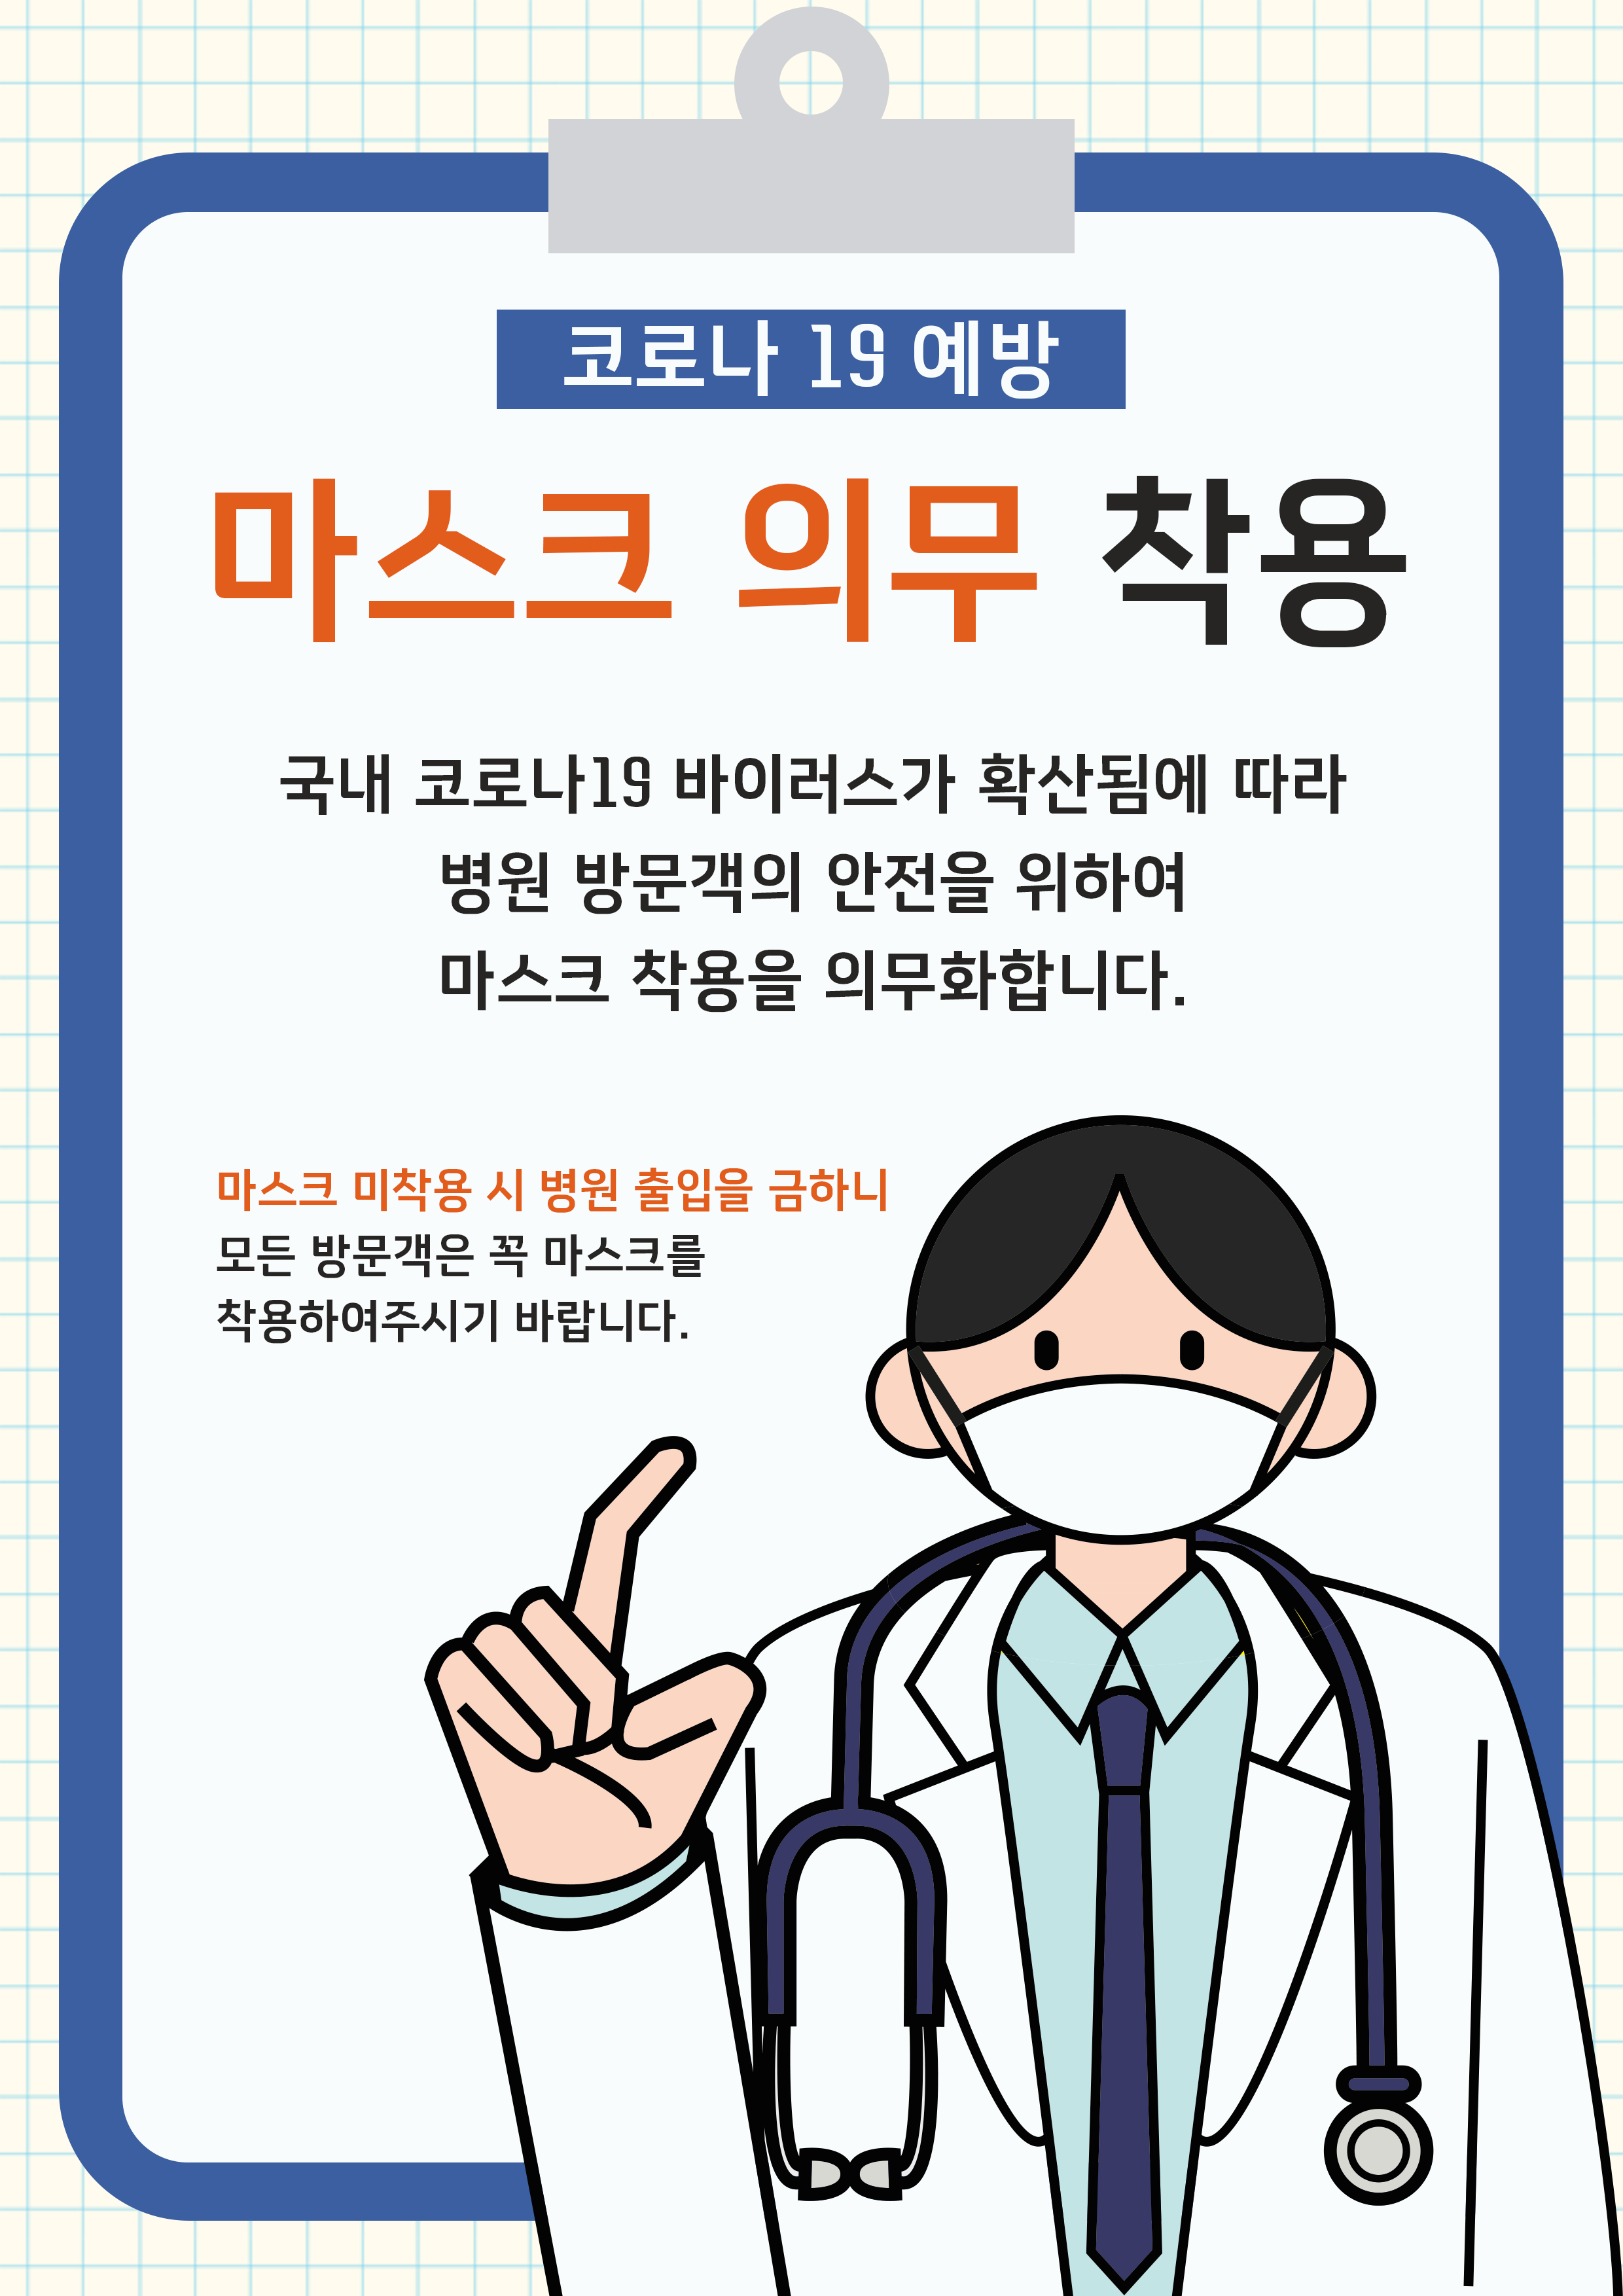 코로나 19 예방
마스크 의무 착용
국내 코로나19 바이러스가 확산됨에 따라
병원 방문객의 안전을 위하여
마스크 착용을 의무화합니다.
마스크 미착용 시 병원 출입을 금하니
모든 방문객은 꼭 마스크를
착용하여주시기 바랍니다.